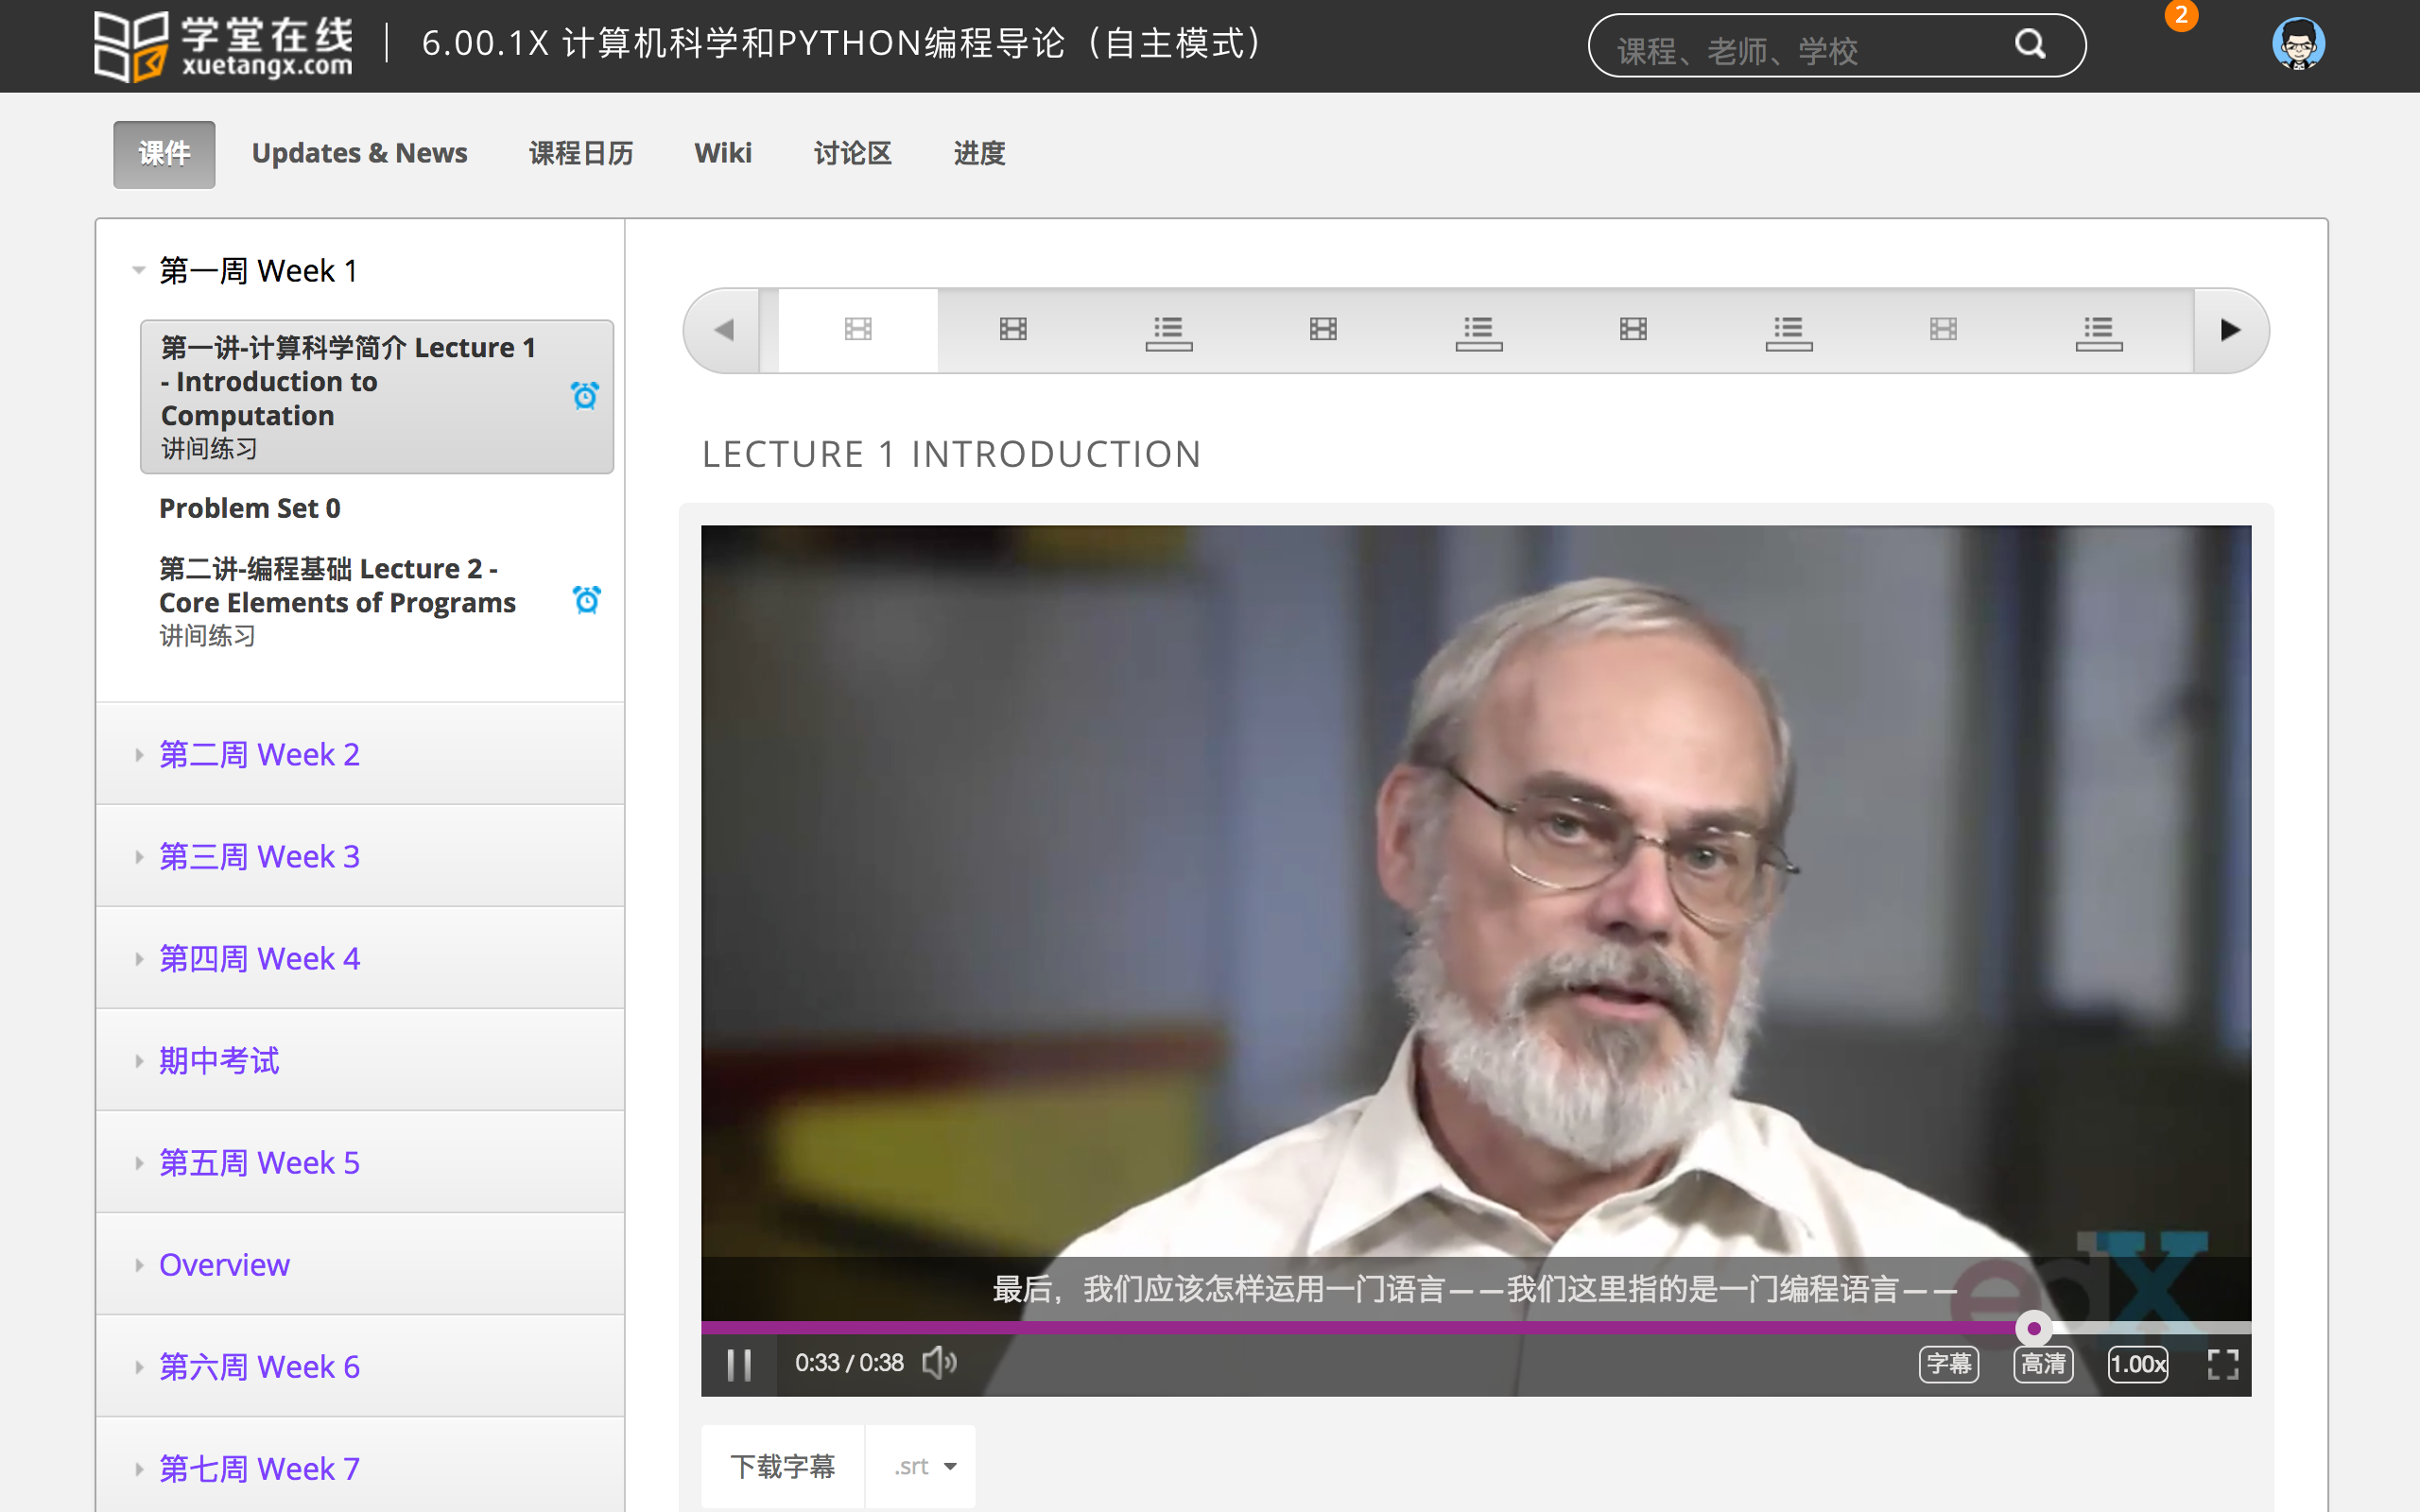 学堂在线
xuetangx.com
6.00.1X 计算机科学和PYTHON编程导论（自主模式）
课程、老师、学校
2
课件
Updates & News
课程日历
Wiki
讨论区
进度
第一周 Week 1
第一讲-计算科学简介 Lecture 1
- Introduction to
Computation
讲间练习
Problem Set 0
第二讲-编程基础 Lecture 2 -
Core Elements of Programs
讲间练习
第二周 Week 2
第三周 Week 3
第四周 Week 4
期中考试
第五周 Week 5
Overview
第六周 Week 6
第七周 Week 7
LECTURE 1 INTRODUCTION
最后，我们应该怎样运用一门语言——我们这里指的是一门编程语言——
edX
0:33 / 0:38
字幕
高清
1.00x
下载字幕
.srt